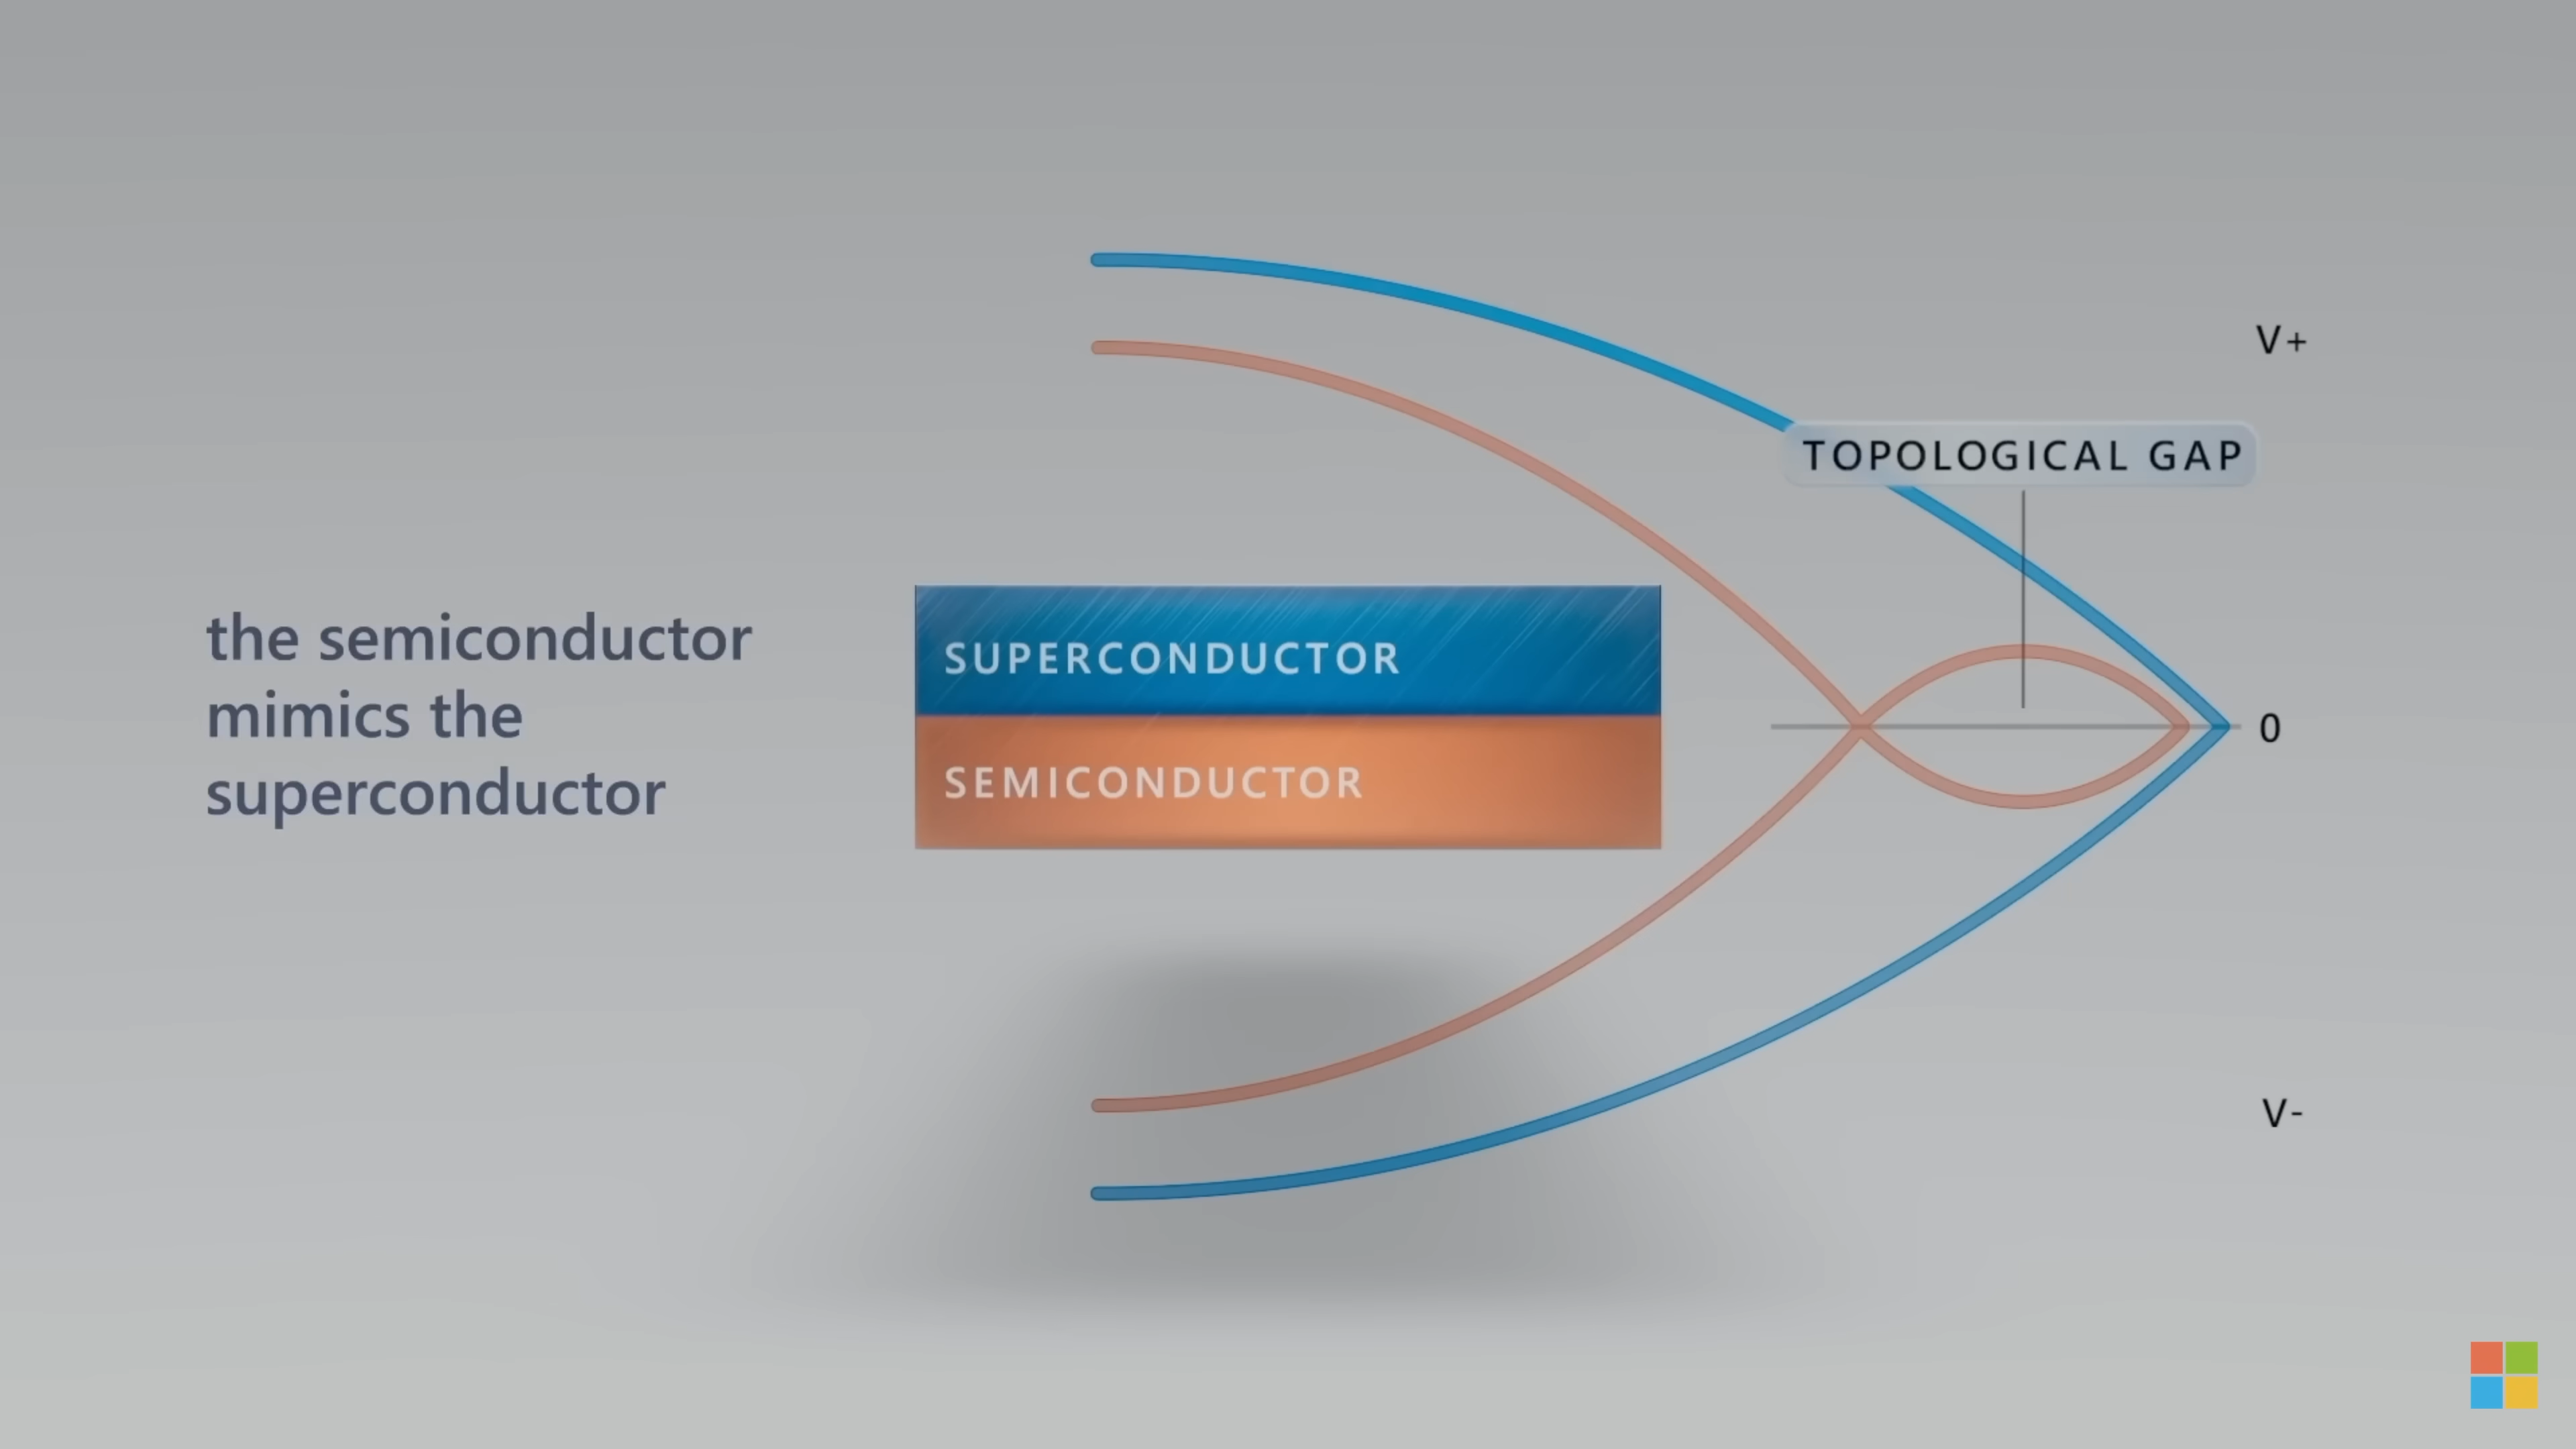 the semiconductor
mimics the
superconductor
SUPERCONDUCTOR
SEMICONDUCTOR
V+
TOPOLOGICAL GAP
0
V-